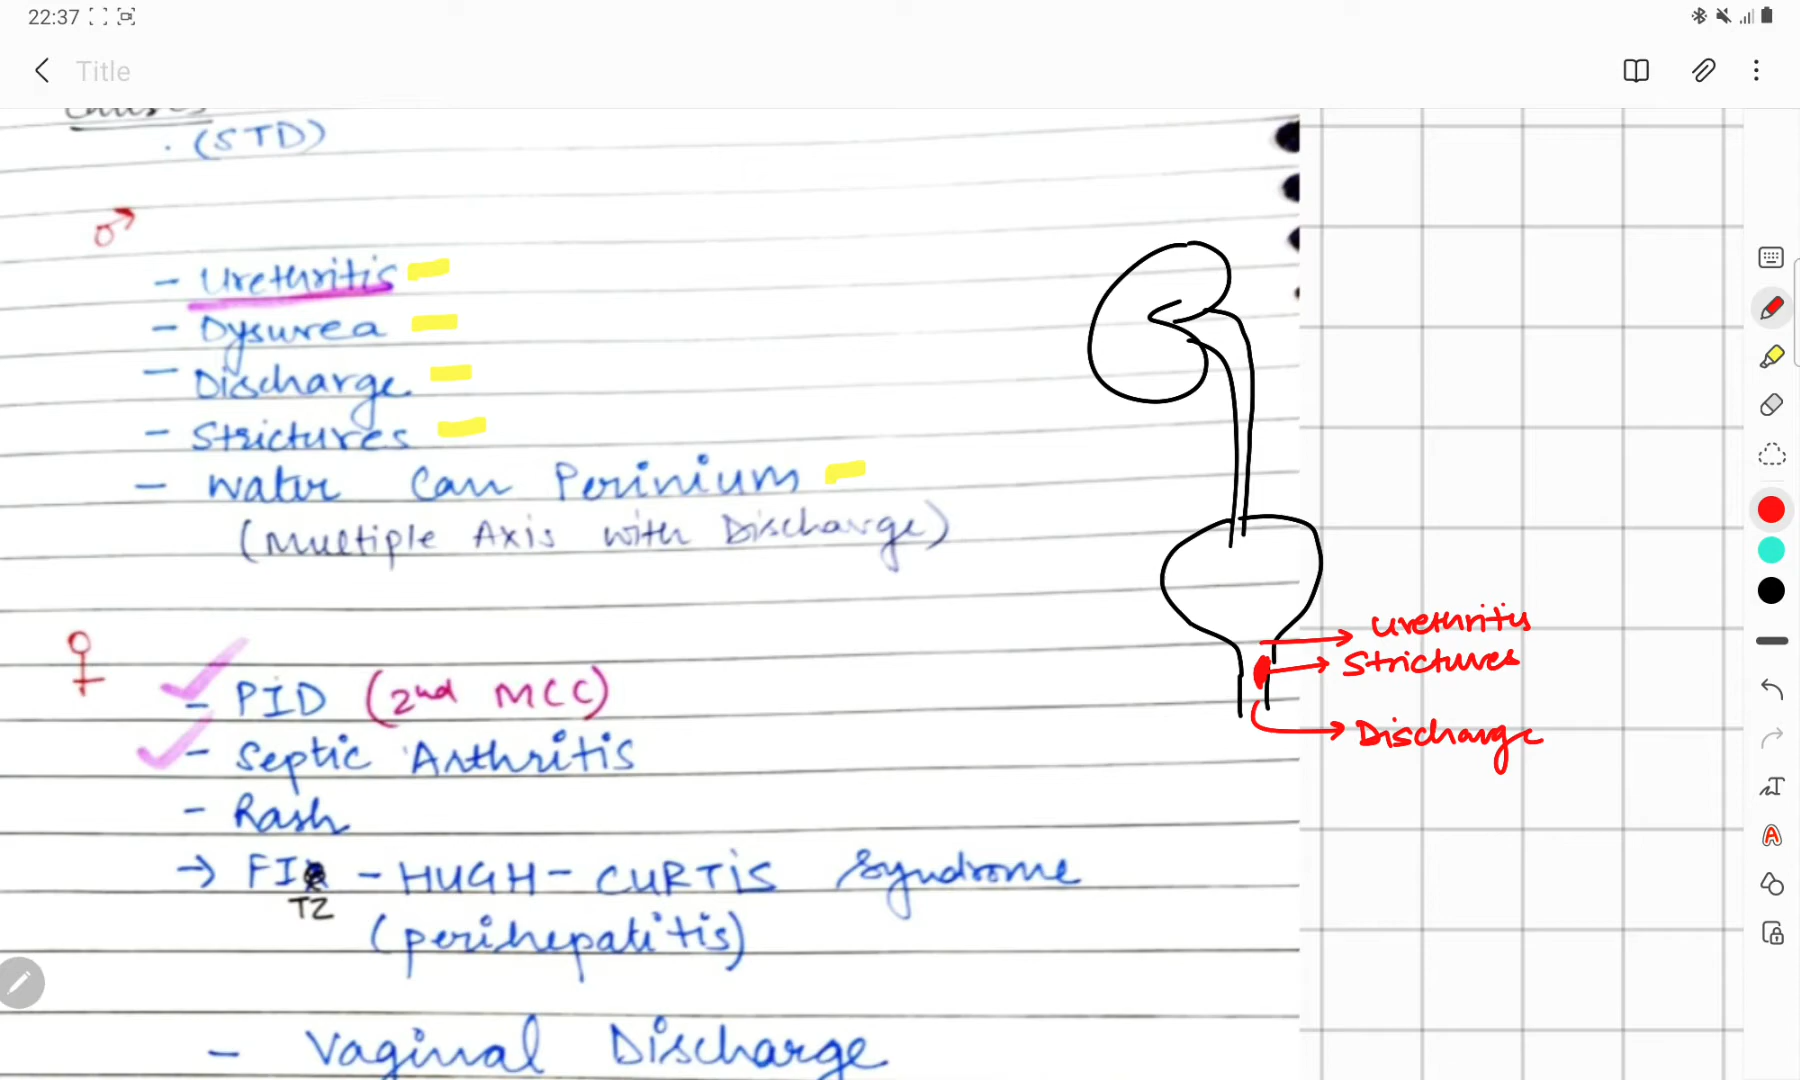 22:37
Title
Causes
. (STD)
♂
- Urethritis
- Dysurea
- Discharge
- Strictures
- Water Can Perinium
(Multiple Axis with Discharge)
Urethritis
Strictures
Discharge
♀
- PID (2nd MCC)
- Septic Arthritis
- Rash
→ FI - HUGH - CURTIS Syndrome
TZ
(perihepatitis)
- Vaginal Discharge